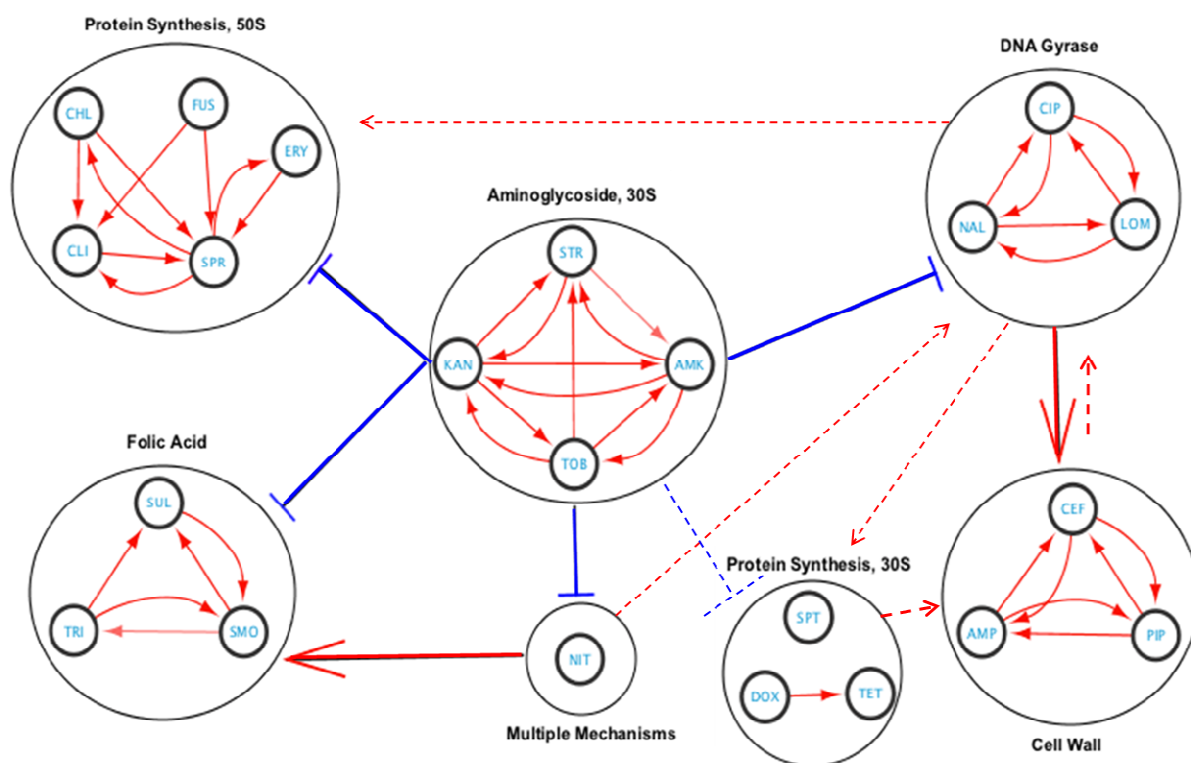 Protein Synthesis, 50S
CHL
FUS
ERY
CLI
SPR
DNA Gyrase
CIP
NAL
LOM
Aminoglycoside, 30S
STR
KAN
AMK
TOB
Folic Acid
SUL
TRI
SMO
NIT
Multiple Mechanisms
Protein Synthesis, 30S
SPT
DOX
TET
CEF
AMP
PIP
Cell Wall